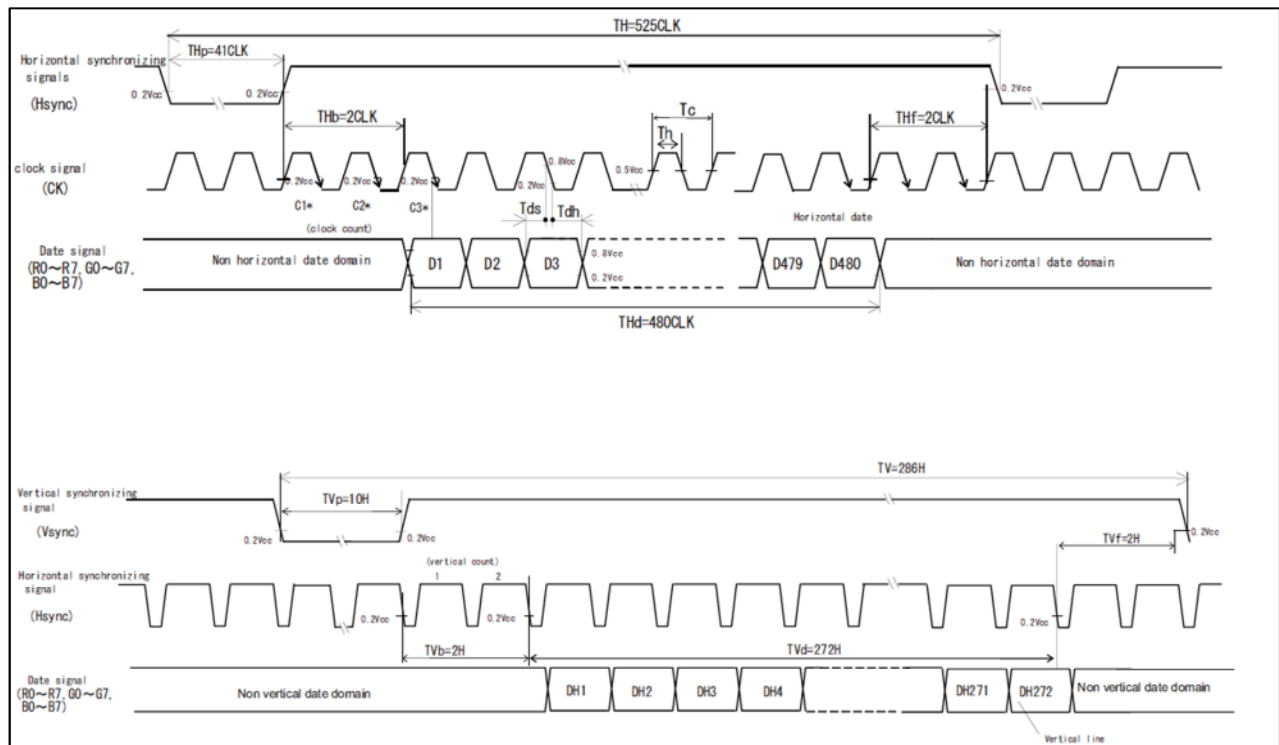 TH=525CLK
THp=41CLK
Horizontal synchronizing
signals
(Hsync)
0.2Vcc
0.2Vcc
0.2Vcc
THb=2CLK
Tc
Th
THf=2CLK
clock signal
(CK)
0.2Vcc
0.2Vcc
0.2Vcc
0.8Vcc
0.2Vcc
0.5Vcc
0.2Vcc
C1*
C2*
C3*
(clock count)
Tds
Tdh
Horizontal date
Date signal
(R0~R7, G0~G7,
B0~B7)
Non horizontal date domain
D1
D2
D3
0.8Vcc
0.2Vcc
D479
D480
Non horizontal date domain
THd=480CLK
TV=286H
Vertical synchronizing
signal
(Vsync)
TVp=10H
0.2Vcc
0.2Vcc
0.2Vcc
TVf=2H
(vertical count)
1
2
Horizontal synchronizing
signal
(Hsync)
0.2Vcc
0.2Vcc
0.2Vcc
TVb=2H
TVd=272H
Date signal
(R0~R7, G0~G7,
B0~B7)
Non vertical date domain
DH1
DH2
DH3
DH4
DH271
DH272
Non vertical date domain
Vertical line